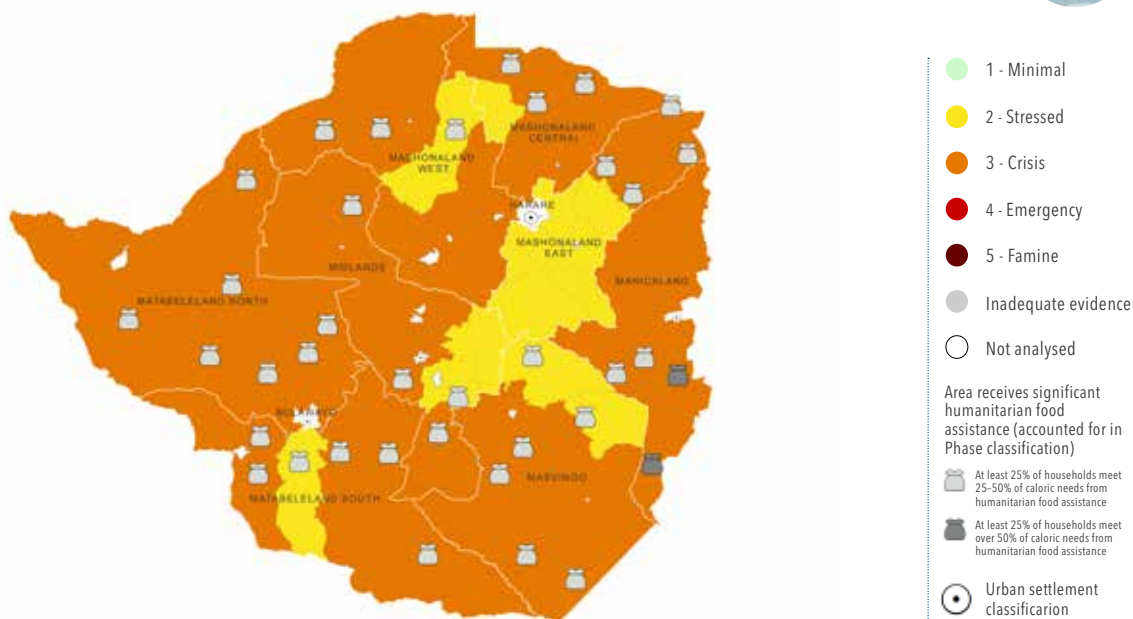 MASHONALAND
CENTRAL
MASHONALAND
WEST
HARARE
MASHONALAND
EAST
MIDLANDS
MANICALAND
MATABELELAND NORTH
BULAWAYO
MASVINGO
MATABELELAND SOUTH
1 - Minimal
2 - Stressed
3 - Crisis
4 - Emergency
5 - Famine
Inadequate evidence
Not analysed
Area receives significant
humanitarian food
assistance (accounted for in
Phase classification)
At least 25% of households meet
25–50% of caloric needs from
humanitarian food assistance
At least 25% of households meet
over 50% of caloric needs from
humanitarian food assistance
Urban settlement
classificarion